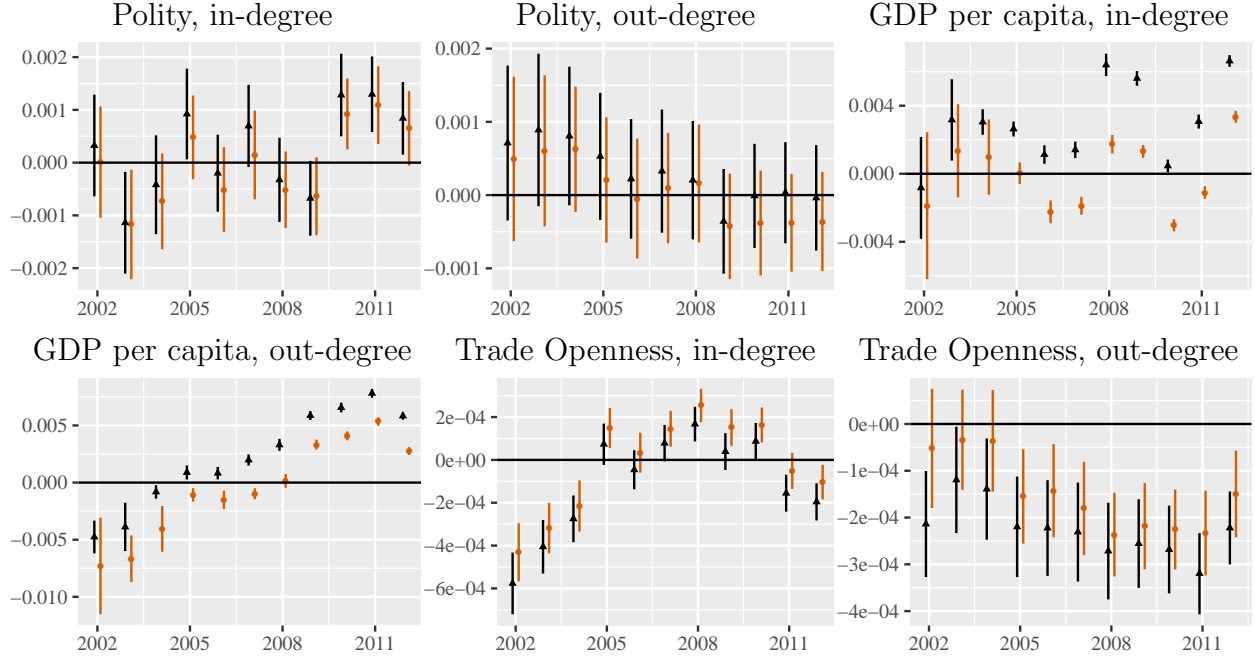 Polity, in-degree
0.002
0.001
0.000
−0.001
−0.002
2002 2005 2008 2011
Polity, out-degree
0.002
0.001
0.000
−0.001
2002 2005 2008 2011
GDP per capita, in-degree
0.004
0.000
−0.004
2002 2005 2008 2011
GDP per capita, out-degree
0.005
0.000
−0.005
−0.010
2002 2005 2008 2011
Trade Openness, in-degree
2e−04
0e+00
−2e−04
−4e−04
−6e−04
2002 2005 2008 2011
Trade Openness, out-degree
0e+00
−1e−04
−2e−04
−3e−04
−4e−04
2002 2005 2008 2011